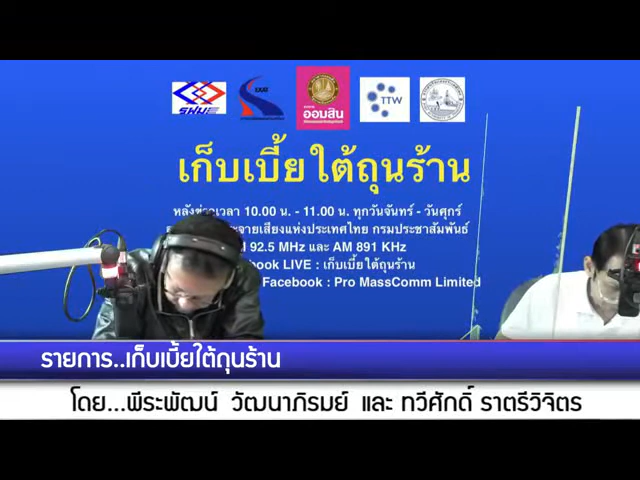 รฟม
ออมสิน
TTW
เก็บเบี้ยใต้ถุนร้าน
หลังข่าวเวลา 10.00 น. - 11.00 น. ทุกวันจันทร์ - วันศุกร์
จายเสียงแห่งประเทศไทย กรมประชาสัมพันธ์
92.5 MHz และ AM 891 KHz
ook LIVE : เก็บเบี้ยใต้ถุนร้าน
Facebook : Pro MassComm Limited
รายการ..เก็บเบี้ยใต้ถุนร้าน
โดย...พีระพัฒน์ วัฒนาภิรมย์ และ ทวีศักดิ์ ราตรีวิจิตร